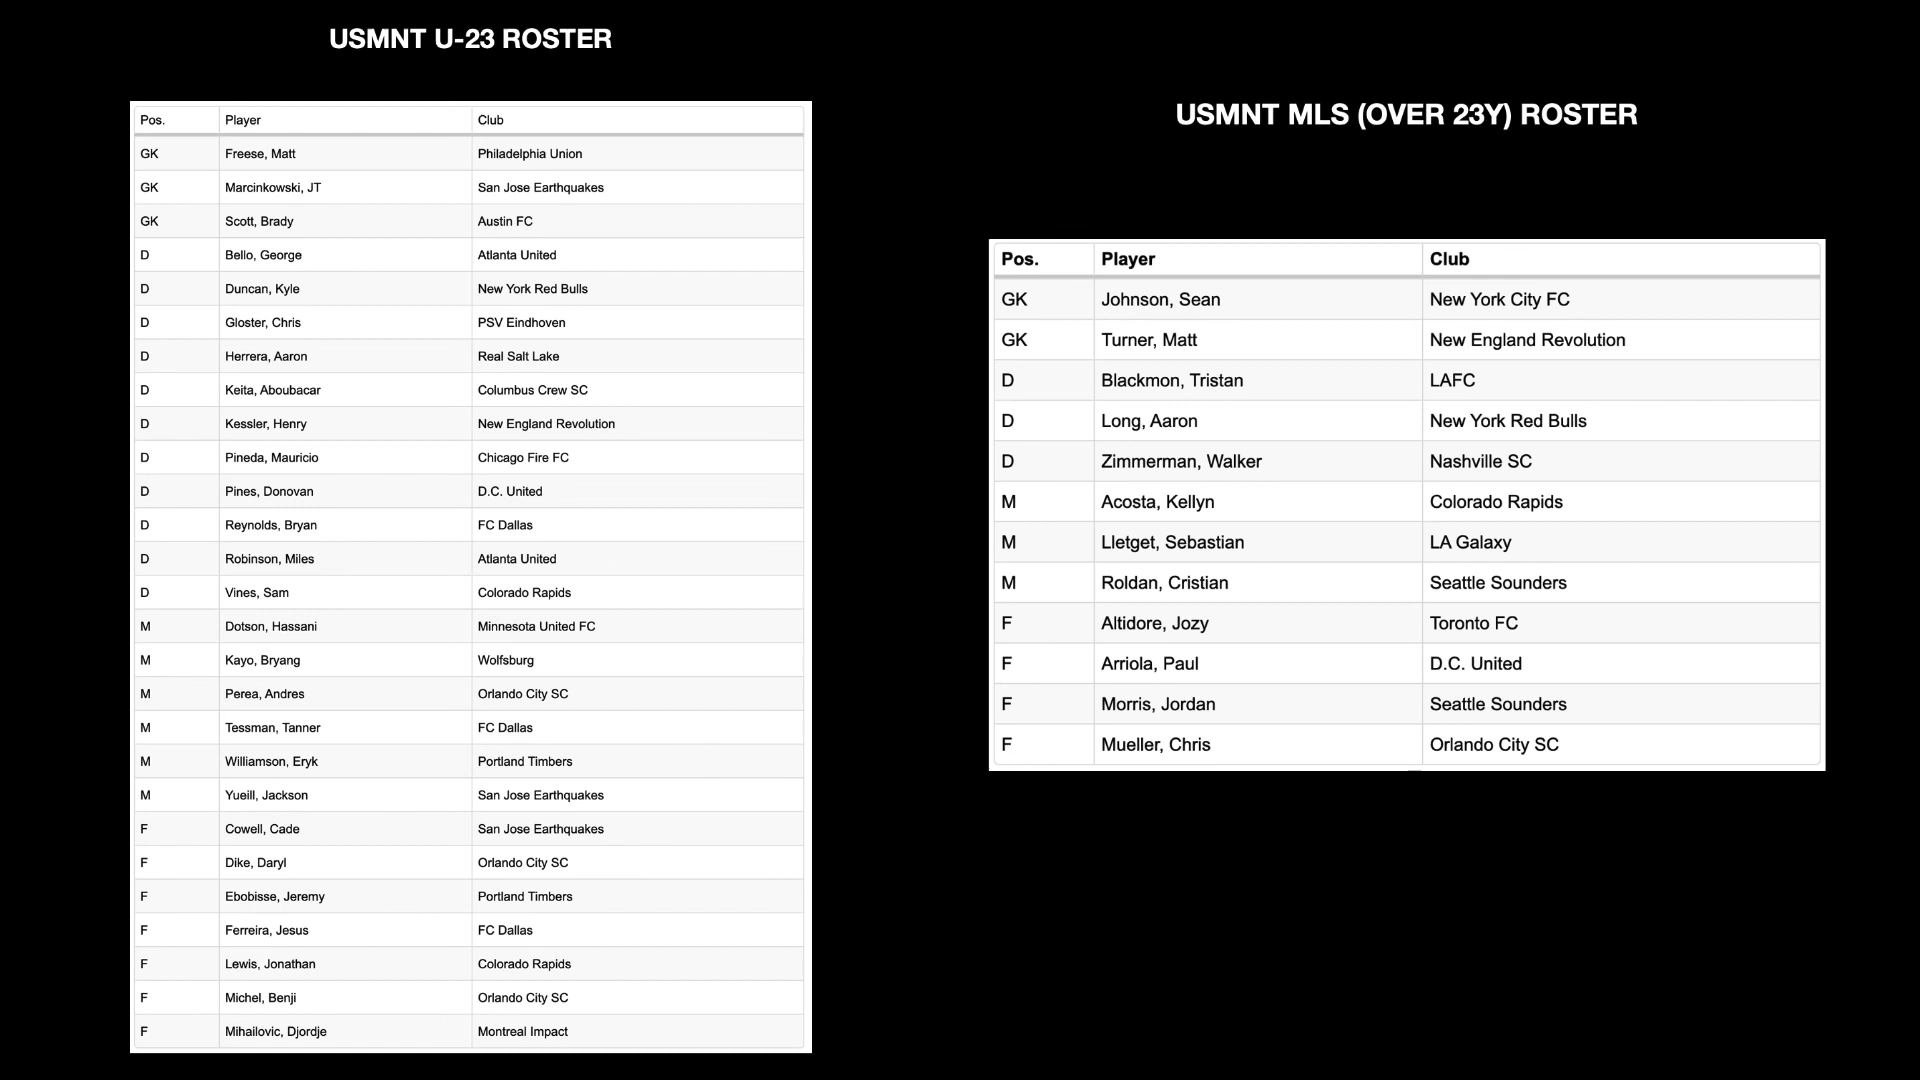 USMNT U-23 ROSTER
Pos. Player Club
GK Freese, Matt Philadelphia Union
GK Marcinkowski, JT San Jose Earthquakes
GK Scott, Brady Austin FC
D Bello, George Atlanta United
D Duncan, Kyle New York Red Bulls
D Gloster, Chris PSV Eindhoven
D Herrera, Aaron Real Salt Lake
D Keita, Aboubacar Columbus Crew SC
D Kessler, Henry New England Revolution
D Pineda, Mauricio Chicago Fire FC
D Pines, Donovan D.C. United
D Reynolds, Bryan FC Dallas
D Robinson, Miles Atlanta United
D Vines, Sam Colorado Rapids
M Dotson, Hassani Minnesota United FC
M Kayo, Bryang Wolfsburg
M Perea, Andres Orlando City SC
M Tessman, Tanner FC Dallas
M Williamson, Eryk Portland Timbers
M Yueill, Jackson San Jose Earthquakes
F Cowell, Cade San Jose Earthquakes
F Dike, Daryl Orlando City SC
F Ebobisse, Jeremy Portland Timbers
F Ferreira, Jesus FC Dallas
F Lewis, Jonathan Colorado Rapids
F Michel, Benji Orlando City SC
F Mihailovic, Djordje Montreal Impact
USMNT MLS (OVER 23Y) ROSTER
Pos. Player Club
GK Johnson, Sean New York City FC
GK Turner, Matt New England Revolution
D Blackmon, Tristan LAFC
D Long, Aaron New York Red Bulls
D Zimmerman, Walker Nashville SC
M Acosta, Kellyn Colorado Rapids
M Lletget, Sebastian LA Galaxy
M Roldan, Cristian Seattle Sounders
F Altidore, Jozy Toronto FC
F Arriola, Paul D.C. United
F Morris, Jordan Seattle Sounders
F Mueller, Chris Orlando City SC